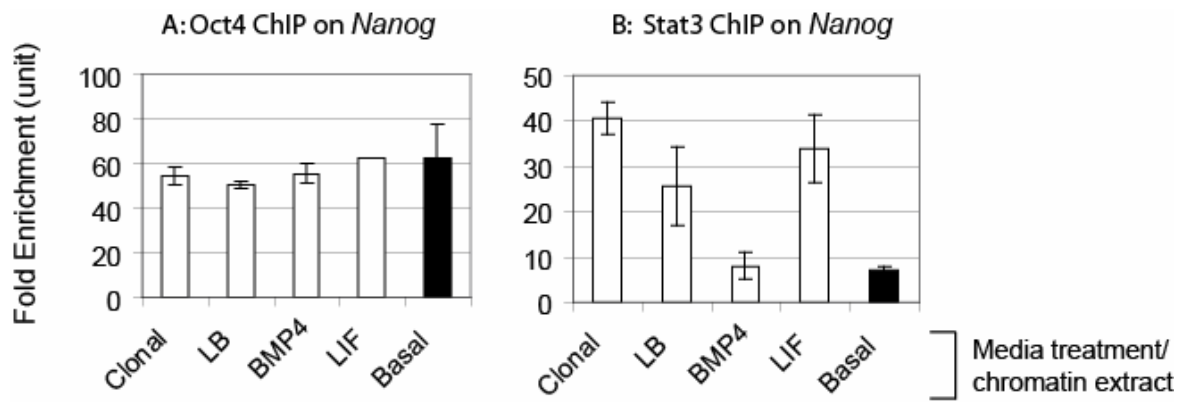 A: Oct4 ChIP on Nanog
B: Stat3 ChIP on Nanog
Fold Enrichment (unit)
100
80
60
40
20
0
Clonal
LB
BMP4
LIF
Basal
50
40
30
20
10
0
Clonal
LB
BMP4
LIF
Basal
Media treatment/
chromatin extract